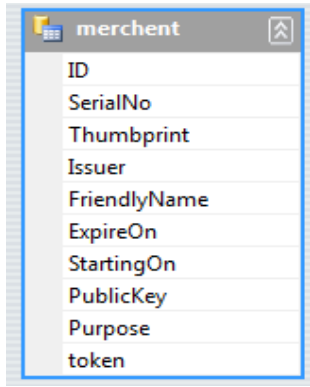 merchent
ID
SerialNo
Thumbprint
Issuer
FriendlyName
ExpireOn
StartingOn
PublicKey
Purpose
token